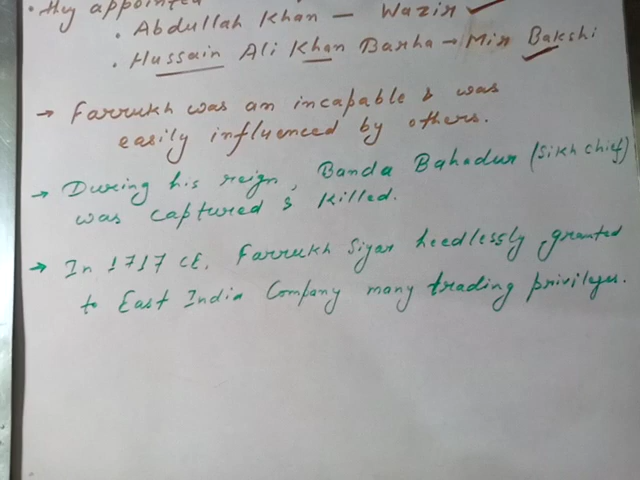 • They appointed
• Abdullah Khan – Wazir ✓
• Hussain Ali Khan Barha → Mir Bakshi
→ Farrukh was an incapable & was
easily influenced by others.
→ During his reign, Banda Bahadur (Sikh chief)
was captured & killed.
→ In 1717 CE, Farrukh Siyar heedlessly granted
to East India Company many trading privileges.